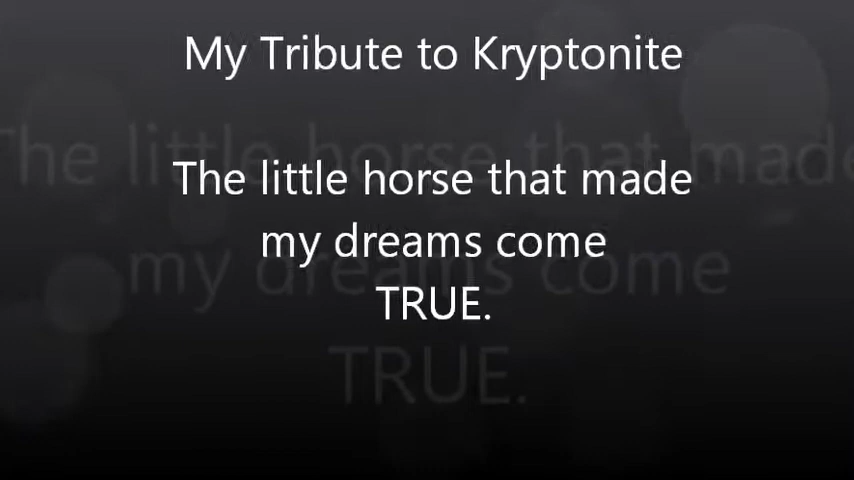 My Tribute to Kryptonite
The little horse that made
my dreams come
TRUE.